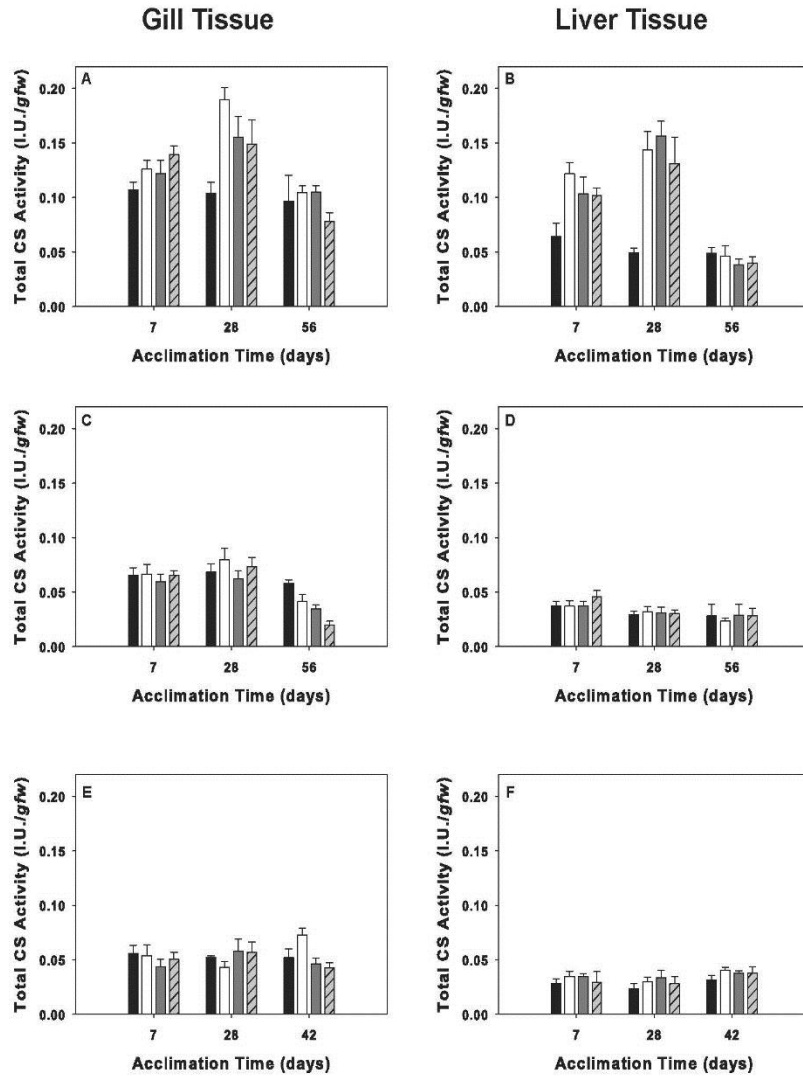 Gill Tissue
Liver Tissue
A
Total CS Activity (I.U./gfw)
0.20
0.15
0.10
0.05
0.00
7 28 56
Acclimation Time (days)
B
Total CS Activity (I.U./gfw)
0.20
0.15
0.10
0.05
0.00
7 28 56
Acclimation Time (days)
C
Total CS Activity (I.U./gfw)
0.20
0.15
0.10
0.05
0.00
7 28 56
Acclimation Time (days)
D
Total CS Activity (I.U./gfw)
0.20
0.15
0.10
0.05
0.00
7 28 56
Acclimation Time (days)
E
Total CS Activity (I.U./gfw)
0.20
0.15
0.10
0.05
0.00
7 28 42
Acclimation Time (days)
F
Total CS Activity (I.U./gfw)
0.20
0.15
0.10
0.05
0.00
7 28 42
Acclimation Time (days)